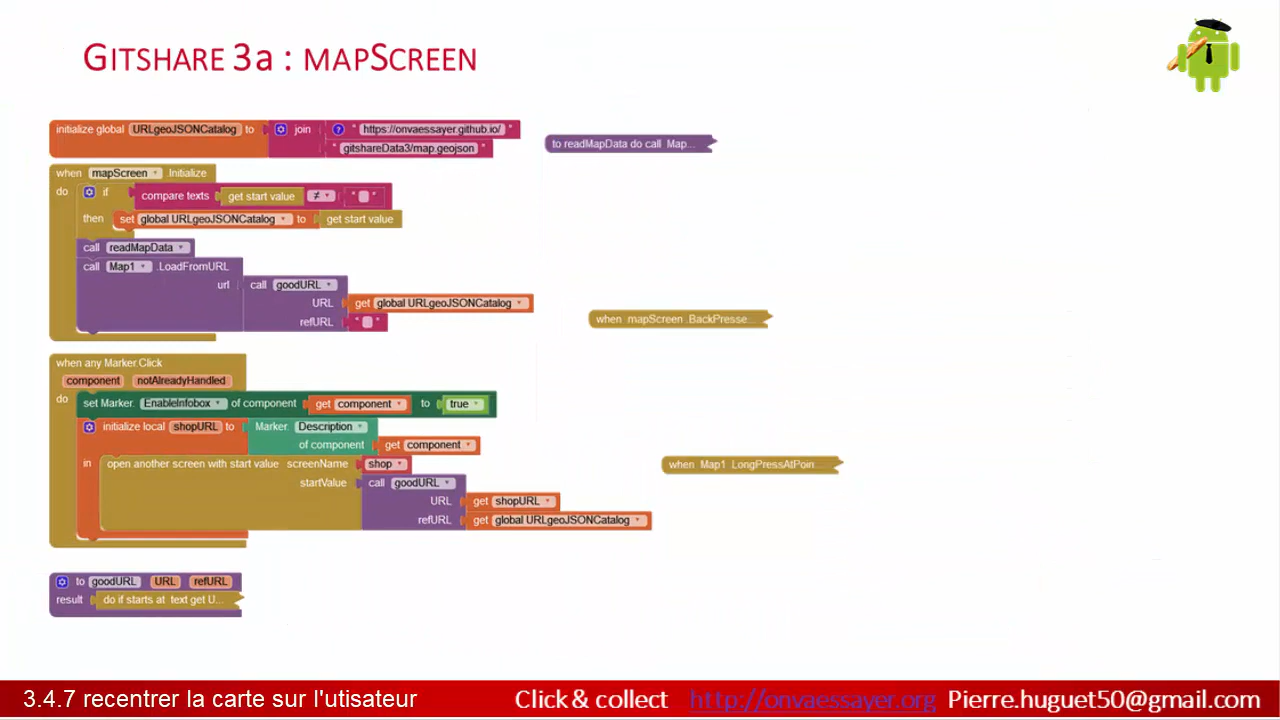 GITSHARE 3a : MAPSCREEN
initialize global URLgeoJSONCatalog to join " https://onvaessayer.github.io/ "
" gitshareData3/map.geojson "
to readMapData do call Map...
when mapScreen .Initialize
do if compare texts get start value ≠ " "
then set global URLgeoJSONCatalog to get start value
call readMapData
call Map1 .LoadFromURL
url call goodURL
URL get global URLgeoJSONCatalog
refURL " "
when mapScreen .BackPresse...
when any Marker.Click
component notAlreadyHandled
do set Marker. EnableInfobox of component get component to true
initialize local shopURL to Marker. Description
of component get component
in open another screen with start value screenName shop
startValue call goodURL
when Map1 .LongPressAtPoin...
URL get shopURL
refURL get global URLgeoJSONCatalog
to goodURL URL refURL
result do if starts at text get U...
3.4.7 recentrer la carte sur l'utisateur Click & collect http://onvaessayer.org Pierre.huguet50@gmail.com